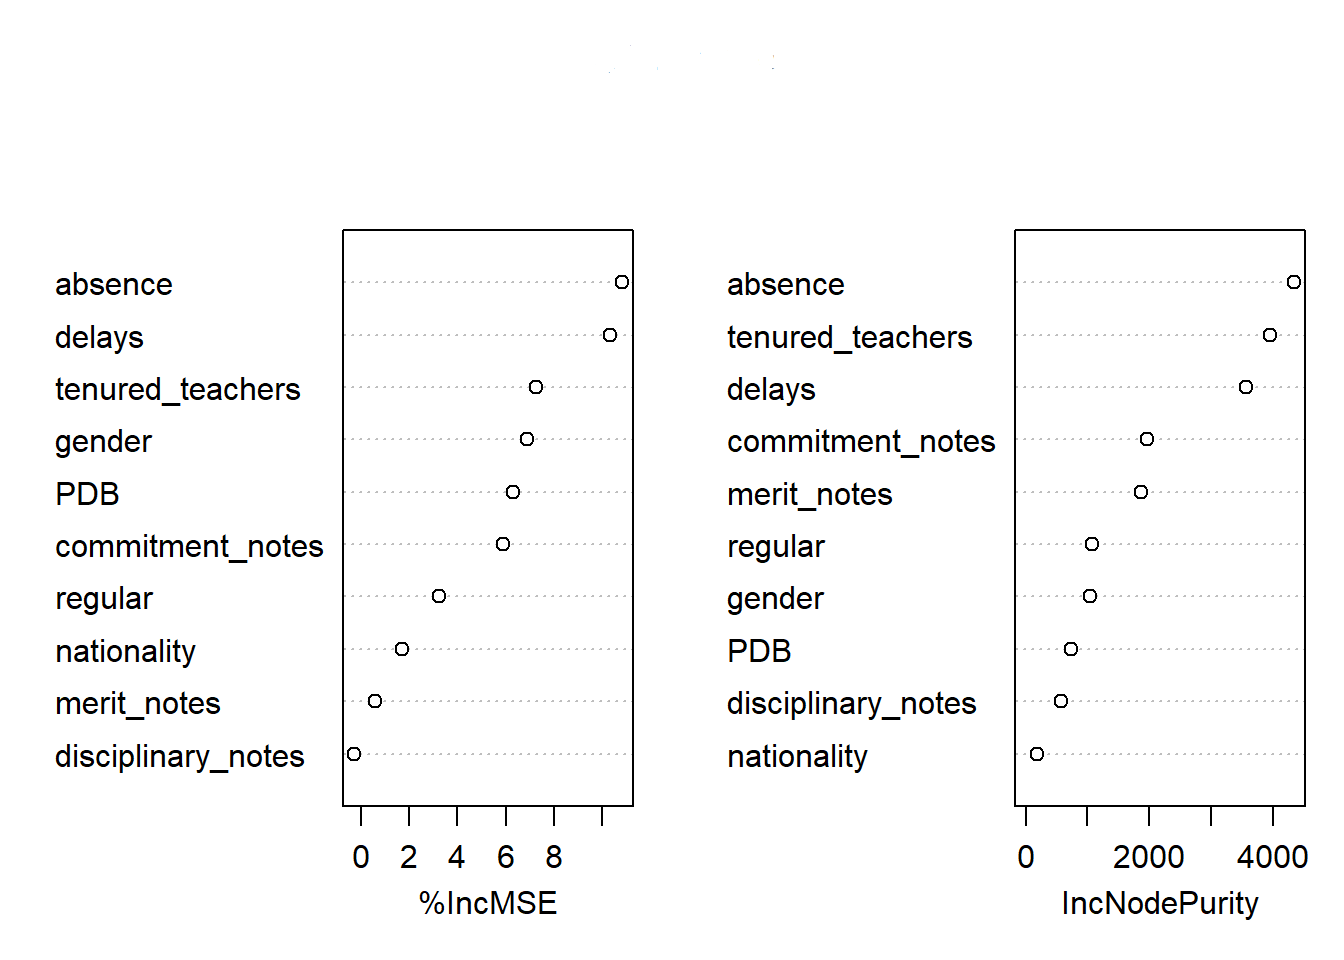 absence
delays
tenured_teachers
gender
PDB
commitment_notes
regular
nationality
merit_notes
disciplinary_notes
0 2 4 6 8
%IncMSE
absence
tenured_teachers
delays
commitment_notes
merit_notes
regular
gender
PDB
disciplinary_notes
nationality
0 2000 4000
IncNodePurity